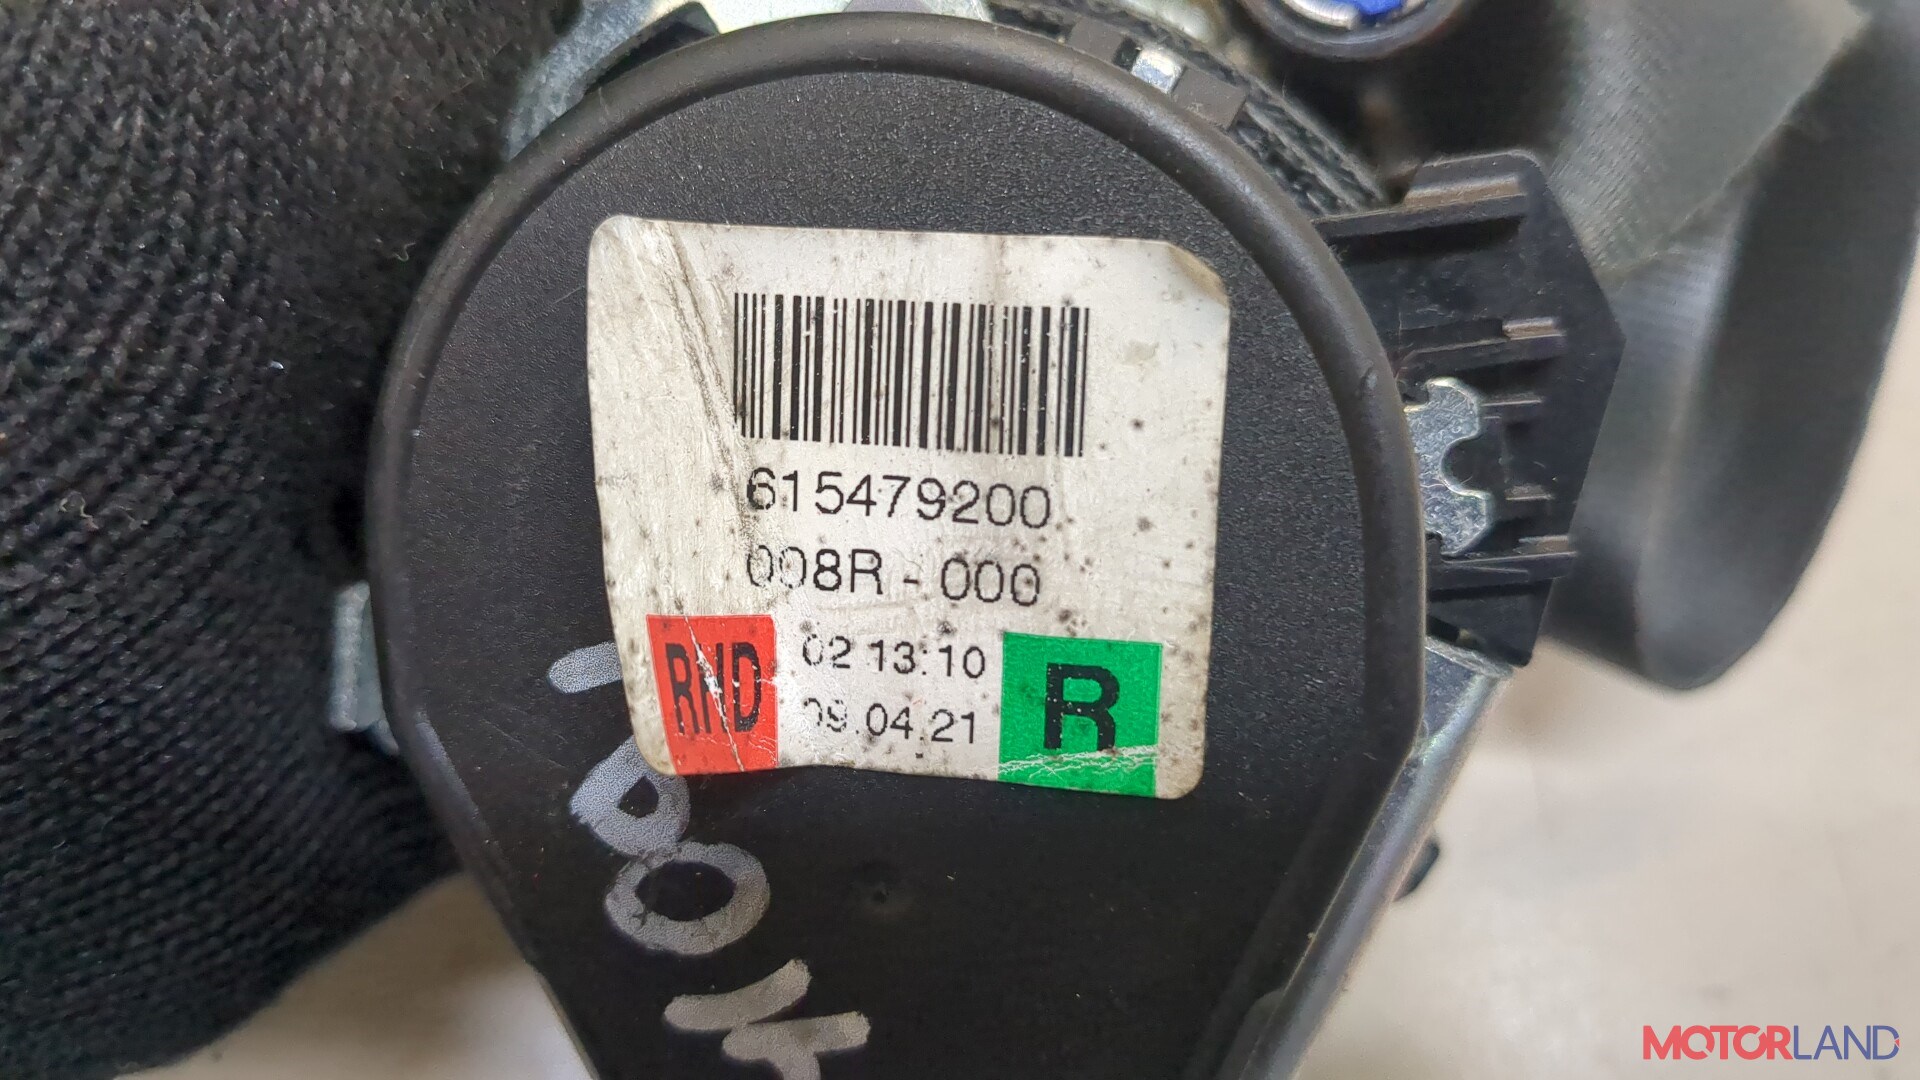 615479200
008R - 000
RND
02 13:10
09.04.21
R
MOTORLAND